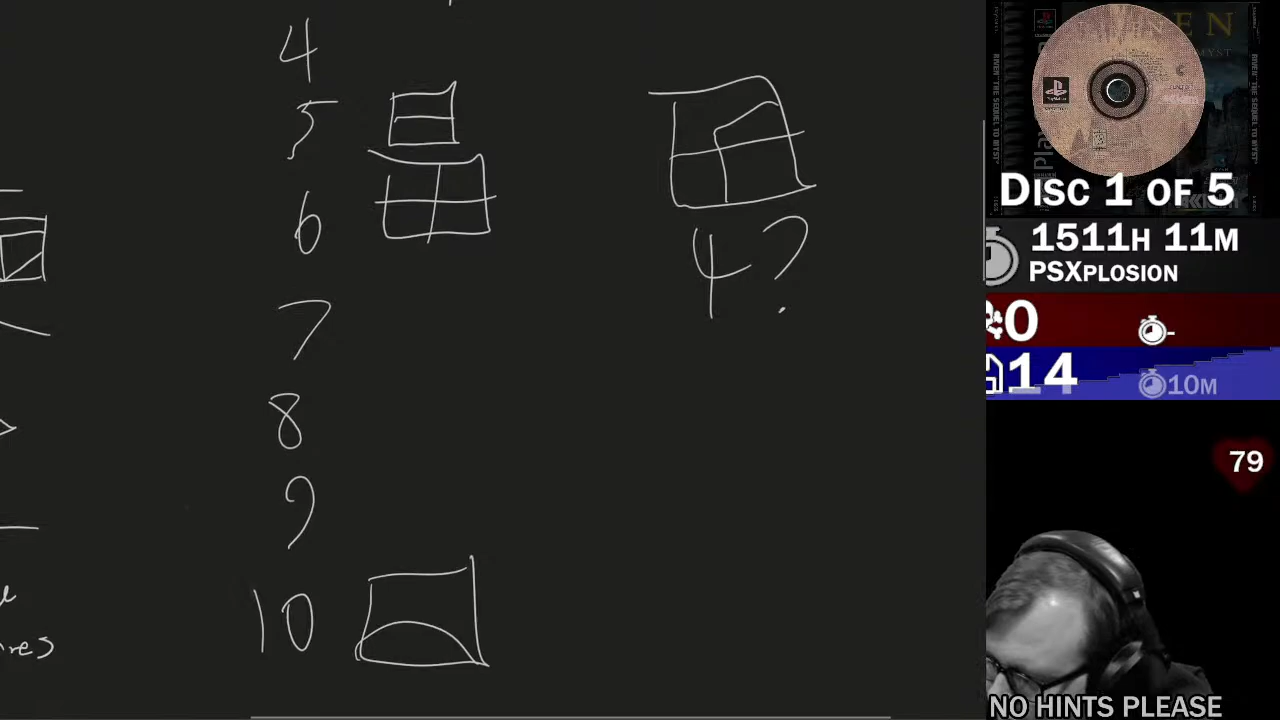 4
5
6
7
8
9
10
4?
DISC 1 OF 5
1511H 11M
PSXPLOSION
0
14
10M
79
NO HINTS PLEASE